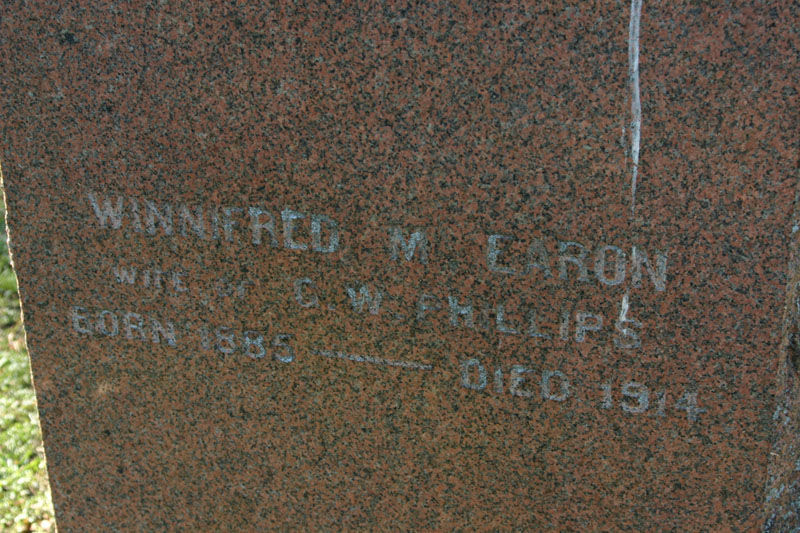 WINNIFRED M. CARON
WIFE OF G. W. PHILLIPS
BORN 1885 — DIED 1914